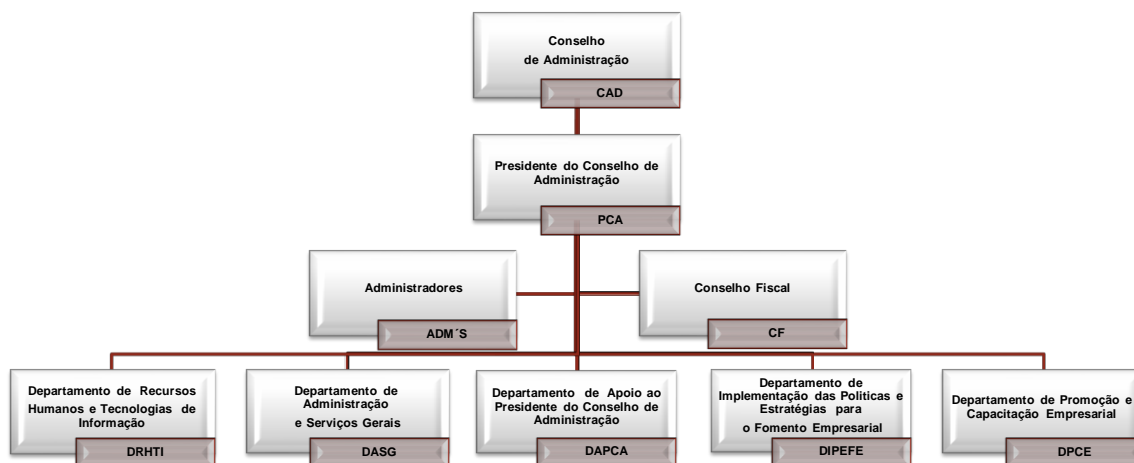 Conselho
de Administração
CAD
Presidente do Conselho de
Administração
PCA
Administradores
ADM´S
Conselho Fiscal
CF
Departamento de Recursos
Humanos e Tecnologias de
Informação
DRHTI
Departamento de
Administração
e Serviços Gerais
DASG
Departamento de Apoio ao
Presidente do Conselho de
Administração
DAPCA
Departamento de
Implementação das Politicas e
Estratégias para
o Fomento Empresarial
DIPEFE
Departamento de Promoção e
Capacitação Empresarial
DPCE